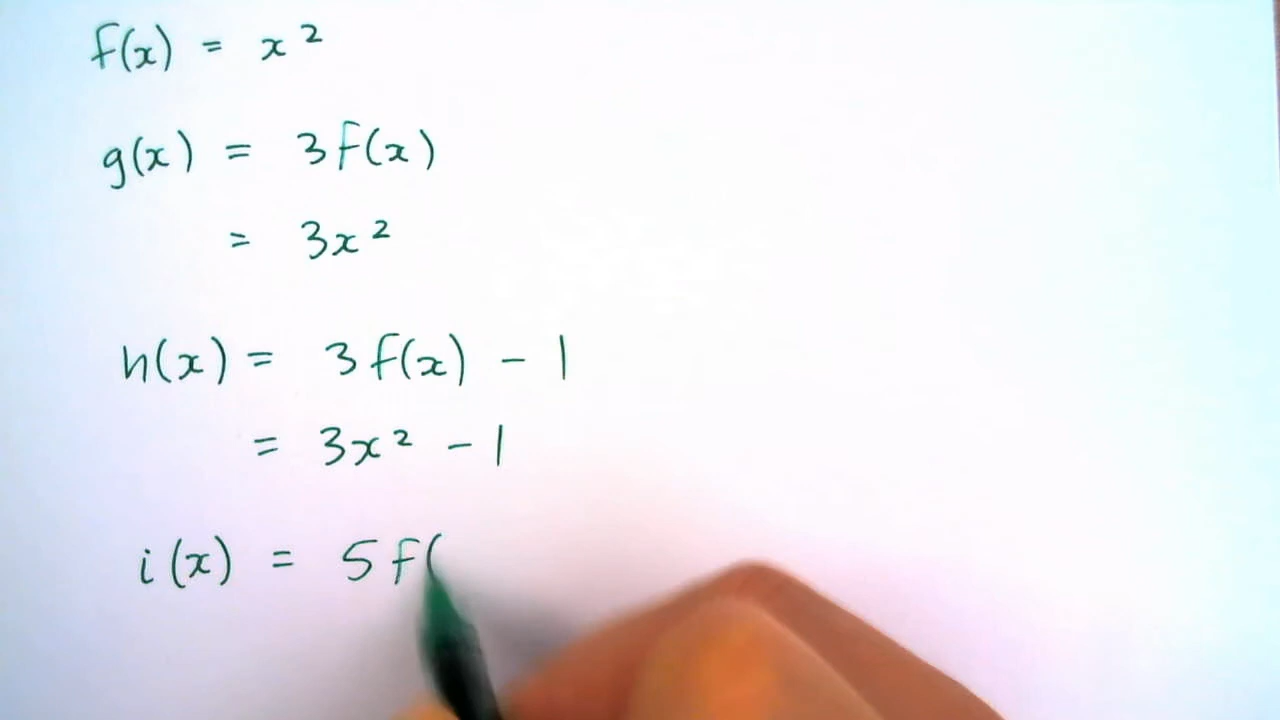 f(x) = x²
g(x) = 3f(x)
= 3x²
h(x) = 3f(x) - 1
= 3x² - 1
i(x) = 5f(